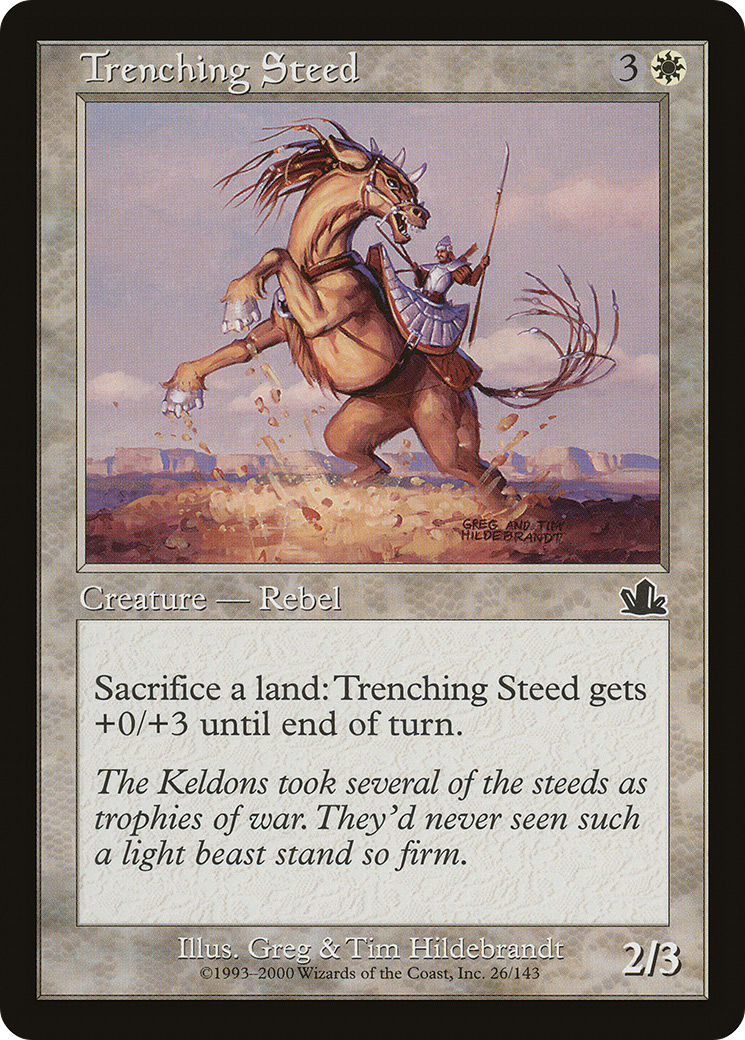 Trenching Steed 3
GREG AND TIM
HILDEBRANDT.
Creature — Rebel
Sacrifice a land: Trenching Steed gets
+0/+3 until end of turn.
The Keldons took several of the steeds as
trophies of war. They'd never seen such
a light beast stand so firm.
Illus. Greg & Tim Hildebrandt
©1993–2000 Wizards of the Coast, Inc. 26/143
2/3